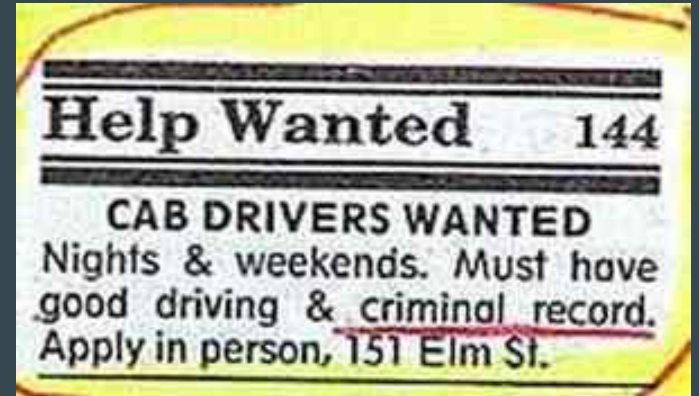 Help Wanted 144
CAB DRIVERS WANTED
Nights & weekends. Must have
good driving & criminal record.
Apply in person, 151 Elm St.